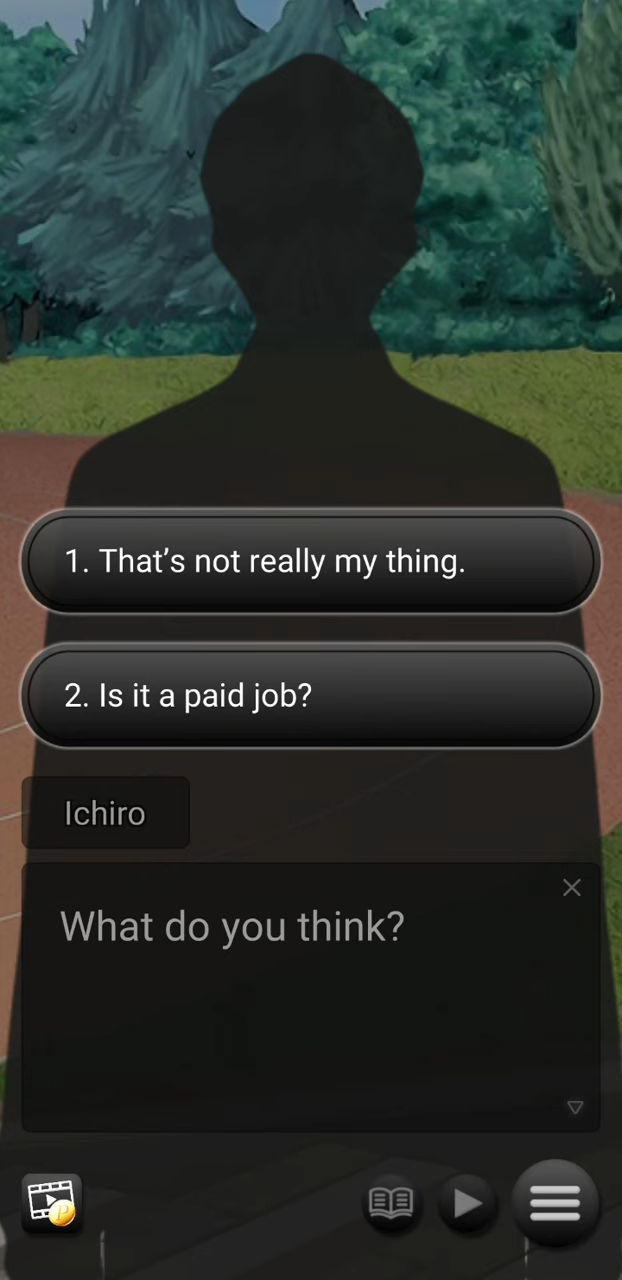 1. That’s not really my thing.
2. Is it a paid job?
Ichiro
What do you think?
P